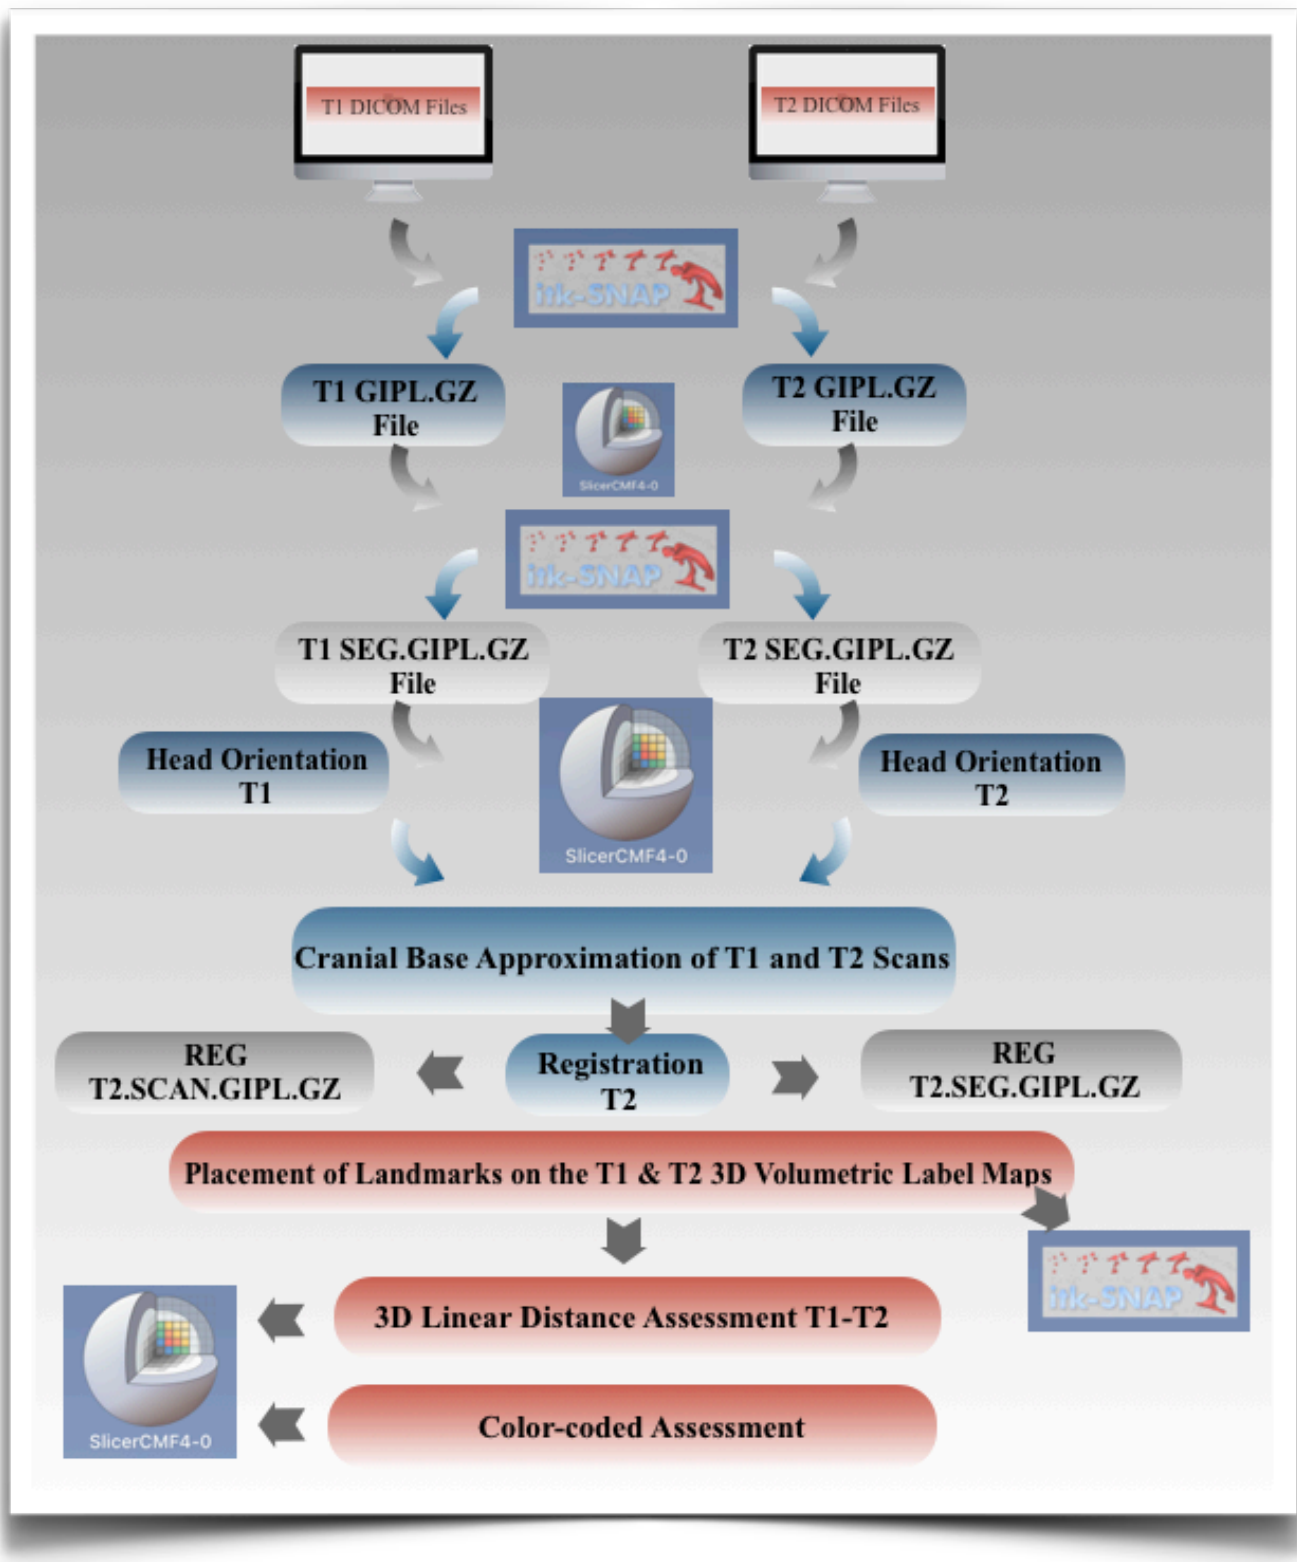 T1 DICOM Files
T2 DICOM Files
itk-SNAP
T1 GIPL.GZ
File
T2 GIPL.GZ
File
SlicerCMF4-0
itk-SNAP
T1 SEG.GIPL.GZ
File
T2 SEG.GIPL.GZ
File
Head Orientation
T1
SlicerCMF4-0
Head Orientation
T2
Cranial Base Approximation of T1 and T2 Scans
REG
T2.SCAN.GIPL.GZ
Registration
T2
REG
T2.SEG.GIPL.GZ
Placement of Landmarks on the T1 & T2 3D Volumetric Label Maps
itk-SNAP
3D Linear Distance Assessment T1-T2
SlicerCMF4-0
Color-coded Assessment